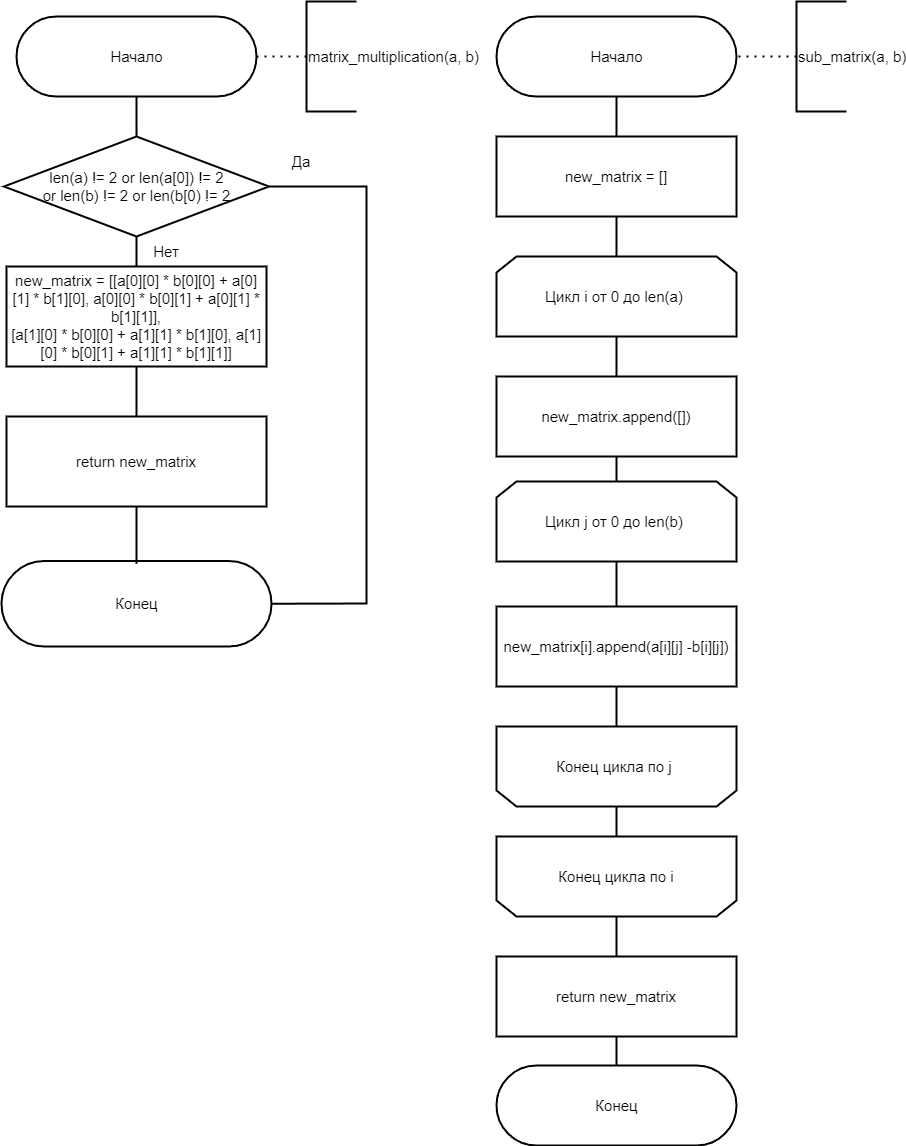 Начало
matrix_multiplication(a, b)
Да
len(a) != 2 or len(a[0]) != 2
or len(b) != 2 or len(b[0) != 2
Нет
new_matrix = [[a[0][0] * b[0][0] + a[0]
[1] * b[1][0], a[0][0] * b[0][1] + a[0][1] *
b[1][1]],
[a[1][0] * b[0][0] + a[1][1] * b[1][0], a[1]
[0] * b[0][1] + a[1][1] * b[1][1]]
return new_matrix
Конец
Начало
sub_matrix(a, b)
new_matrix = []
Цикл i от 0 до len(a)
new_matrix.append([])
Цикл j от 0 до len(b)
new_matrix[i].append(a[i][j] -b[i][j])
Конец цикла по j
Конец цикла по i
return new_matrix
Конец